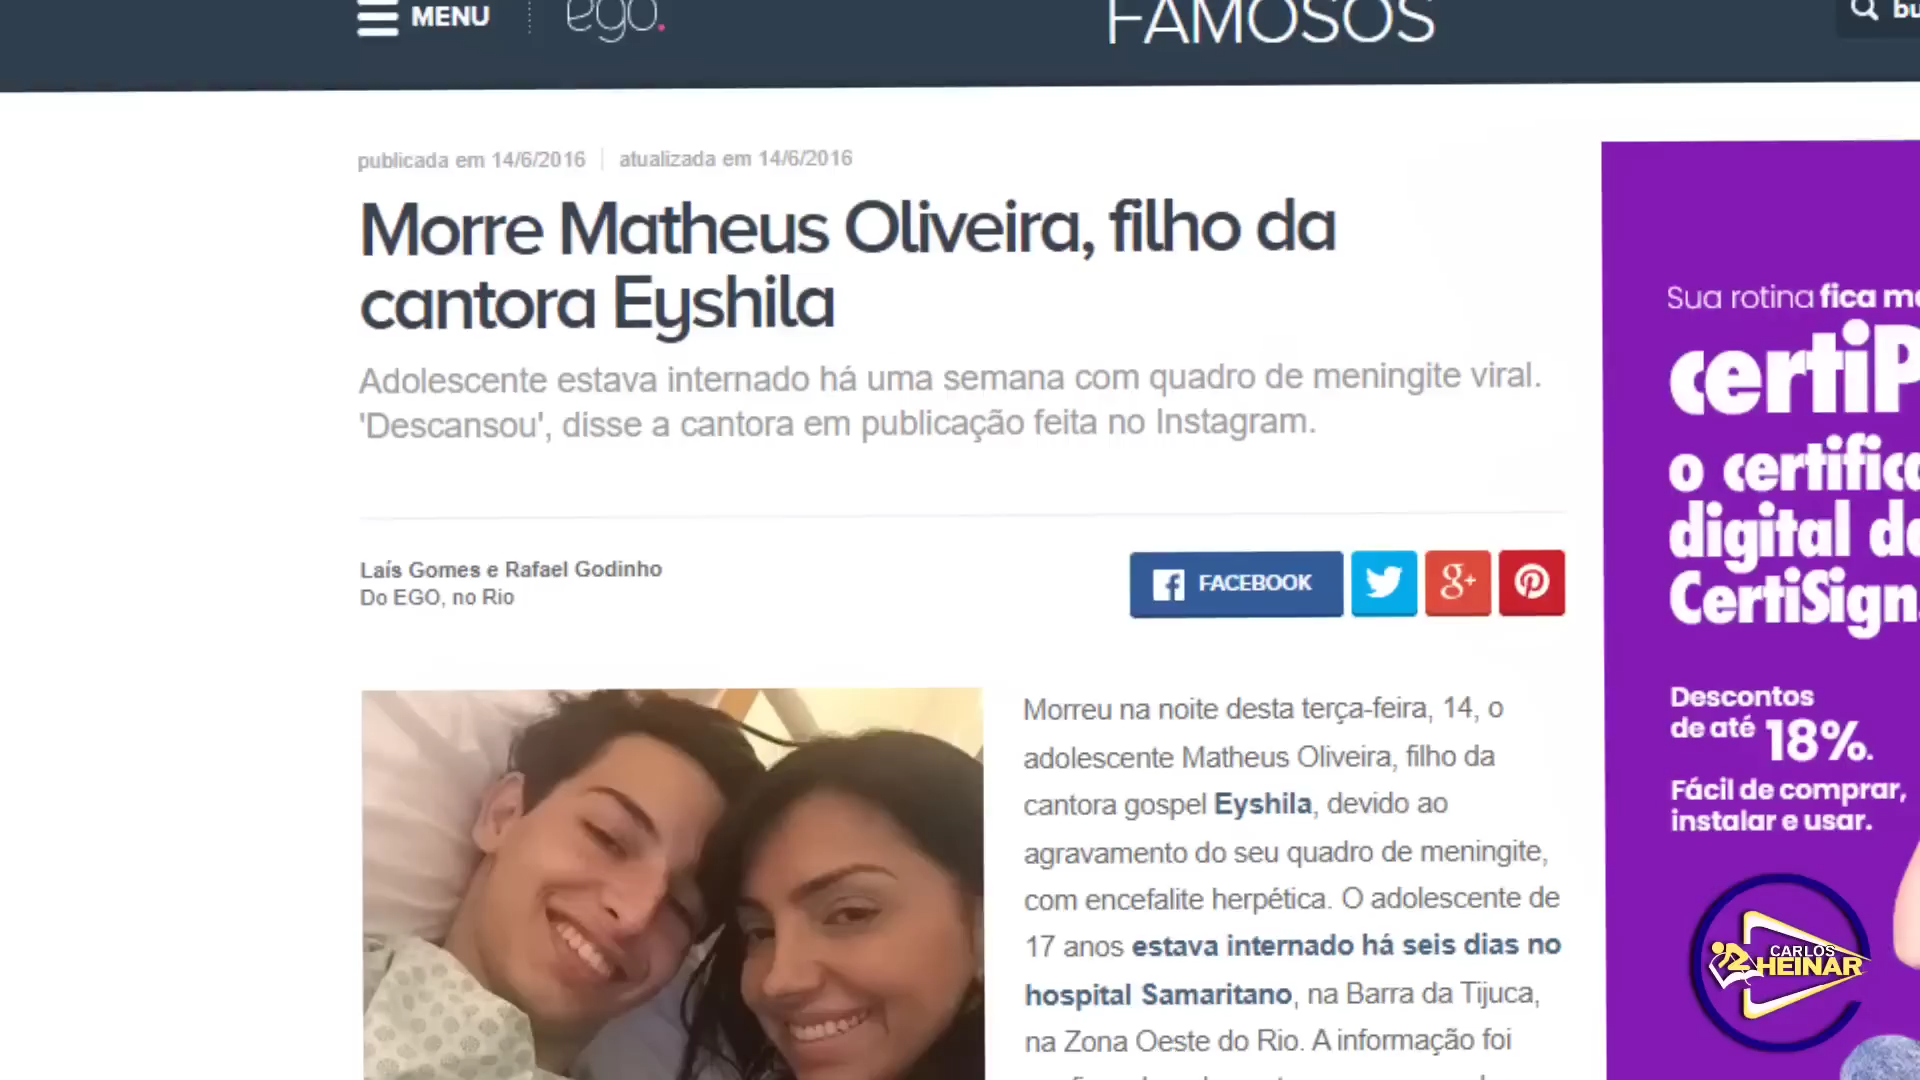 MENU
ego.
FAMOSOS
publicada em 14/6/2016
atualizada em 14/6/2016
Morre Matheus Oliveira, filho da
cantora Eyshila
Adolescente estava internado há uma semana com quadro de meningite viral.
'Descansou', disse a cantora em publicação feita no Instagram.
Laís Gomes e Rafael Godinho
Do EGO, no Rio
FACEBOOK
g+
Morreu na noite desta terça-feira, 14, o
adolescente Matheus Oliveira, filho da
cantora gospel Eyshila, devido ao
agravamento do seu quadro de meningite,
com encefalite herpética. O adolescente de
17 anos estava internado há seis dias no
hospital Samaritano, na Barra da Tijuca,
na Zona Oeste do Rio. A informação foi
Sua rotina fica
certiP
o certific
digital d
CertiSign
Descontos
de até 18%.
Fácil de comprar,
instalar e usar.
CARLOS
HEINAR